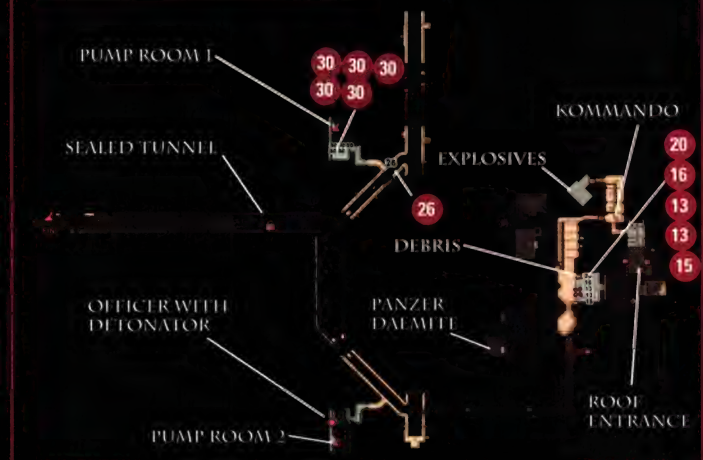 PUMP ROOM 1
30 30 30
30 30
KOMMANDO
SEALED TUNNEL
EXPLOSIVES
20
16
13
13
15
26
DEBRIS
OFFICER WITH
DETONATOR
PANZER
DAEMITE
ROOF
ENTRANCE
PUMP ROOM 2